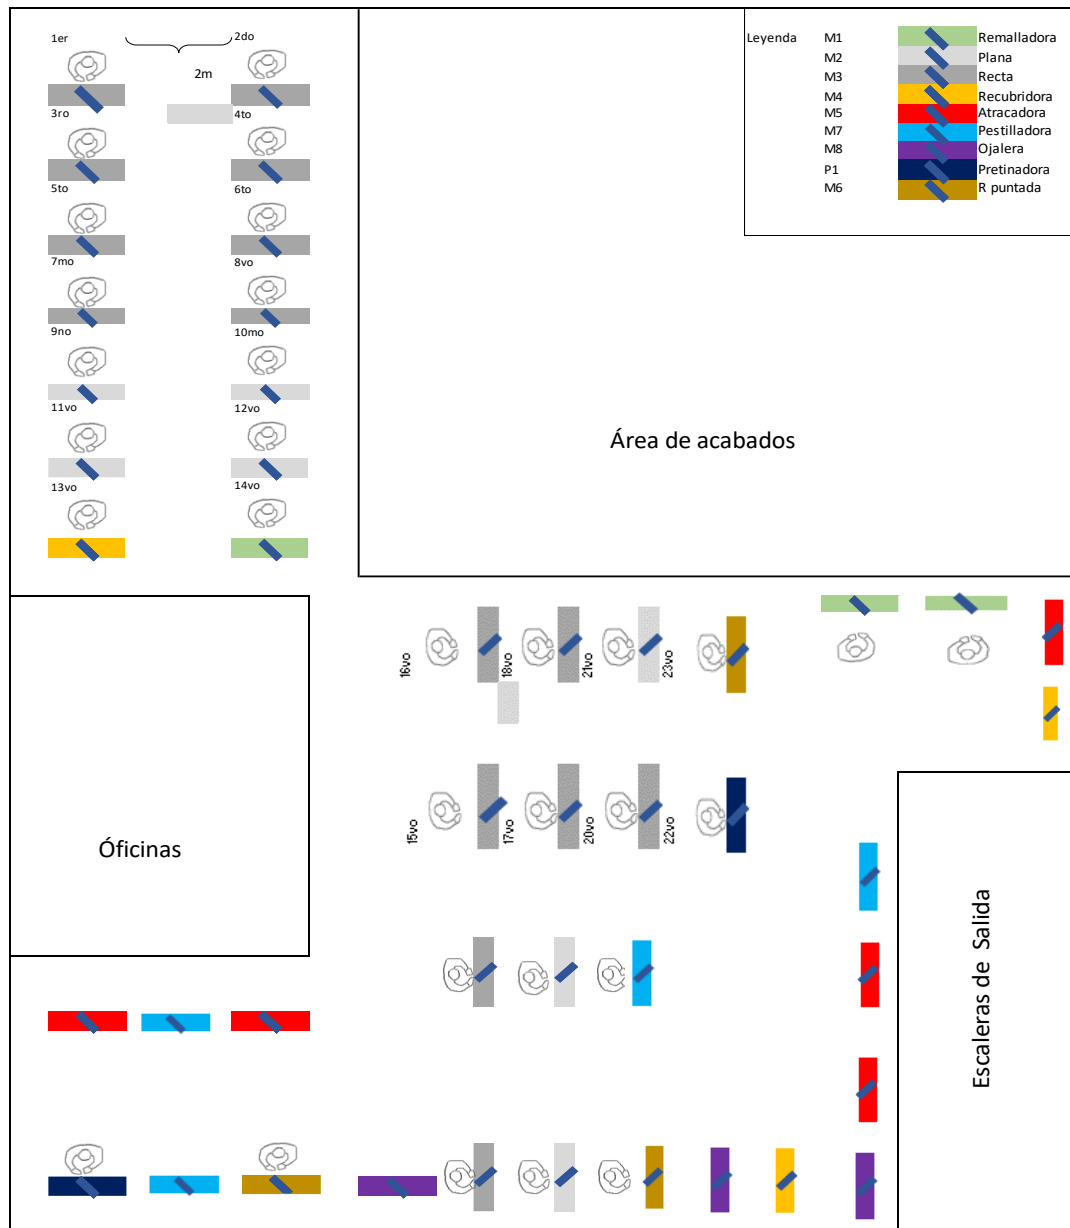 1er 2do
2m
3ro 4to
5to 6to
7mo 8vo
9no 10mo
11vo 12vo
13vo 14vo
Leyenda M1 Remalladora
M2 Plana
M3 Recta
M4 Recubridora
M5 Atracadora
M7 Pestilladora
M8 Ojalera
P1 Pretinadora
M6 R puntada
Área de acabados
16vo 18vo 21vo 23vo
15vo 17vo 20vo 22vo
Óficinas
Escaleras de Salida